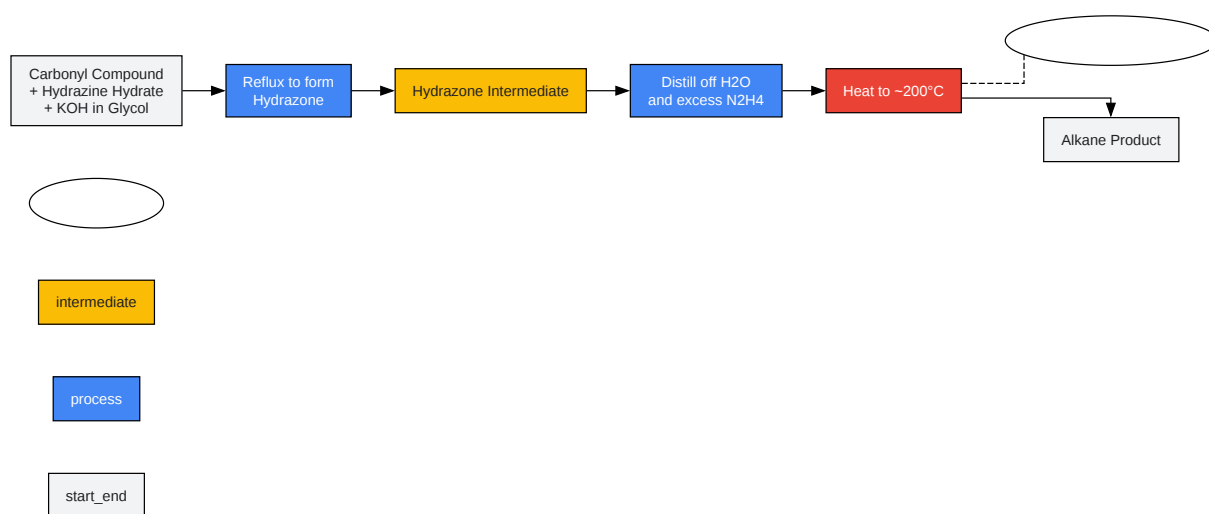 Carbonyl Compound
+ Hydrazine Hydrate
+ KOH in Glycol
Reflux to form
Hydrazone
Hydrazone Intermediate
Distill off H2O
and excess N2H4
Heat to ~200°C
Alkane Product
intermediate
process
start_end